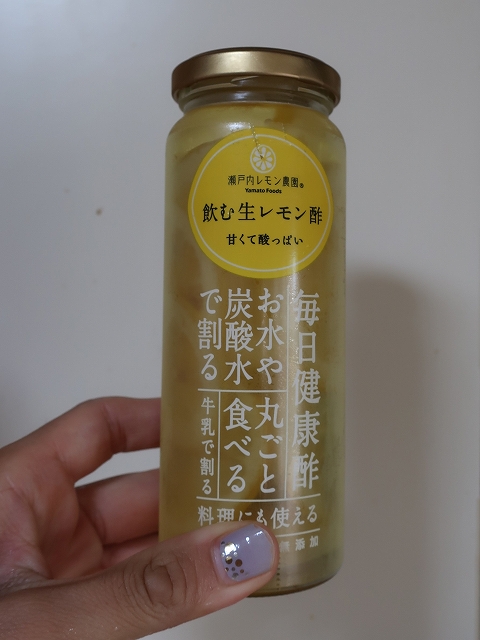 瀬戸内レモン農園®
Yamato Foods
飲む生レモン酢
甘くて酸っぱい
毎日健康酢
お水や
炭酸水
で割る
丸ごと
食べる
牛乳で割る
料理にも使える
添加